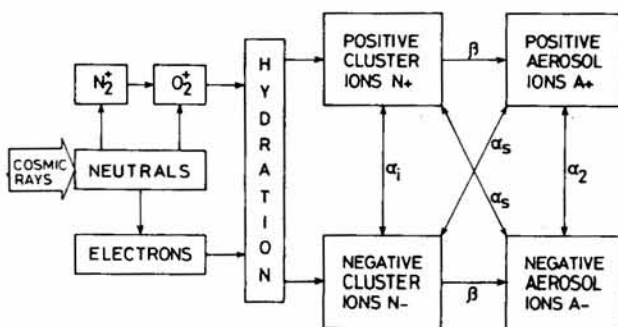 COSMIC
RAYS
N₂⁺
O₂⁺
NEUTRALS
ELECTRONS
HYDRATION
POSITIVE
CLUSTER
IONS N+
β
POSITIVE
AEROSOL
IONS A+
αᵢ
αₛ
αₛ
α₂
NEGATIVE
CLUSTER
IONS N-
β
NEGATIVE
AEROSOL
IONS A-